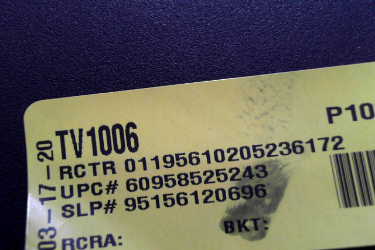 03-17-20
TV1006
P10
RCTR 01195610205236172
UPC# 60958525243
SLP# 95156120696
BKT:
RCRA: